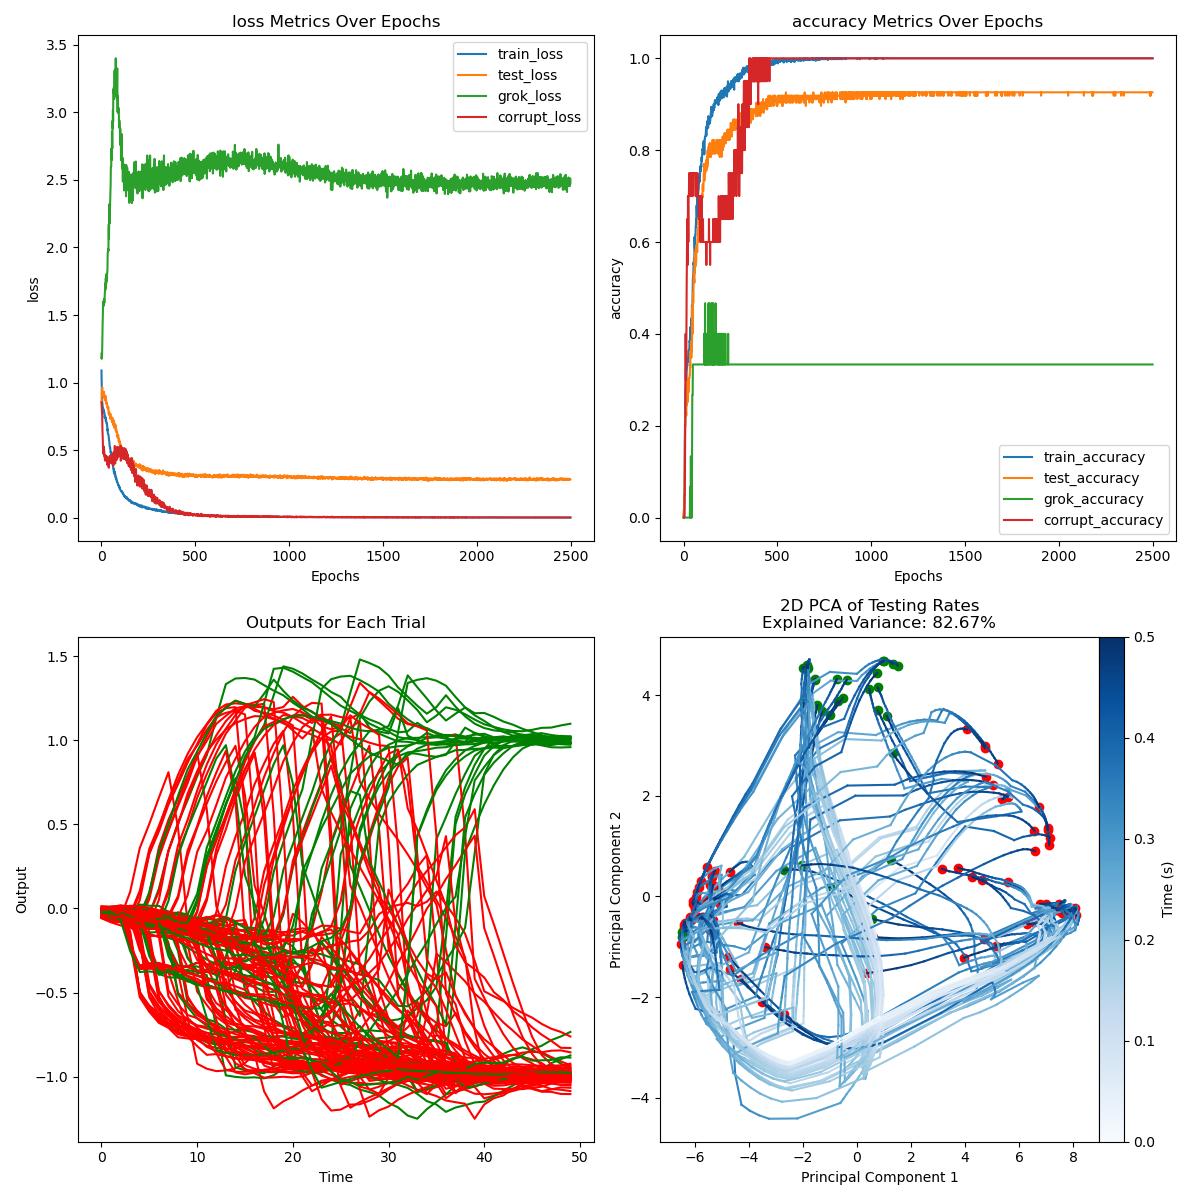 loss Metrics Over Epochs
3.5
3.0
2.5
2.0
1.5
1.0
0.5
0.0
loss
0
500
1000
1500
2000
2500
Epochs
train_loss
test_loss
grok_loss
corrupt_loss
accuracy Metrics Over Epochs
1.0
0.8
0.6
0.4
0.2
0.0
accuracy
0
500
1000
1500
2000
2500
Epochs
train_accuracy
test_accuracy
grok_accuracy
corrupt_accuracy
Outputs for Each Trial
1.5
1.0
0.5
0.0
−0.5
−1.0
Output
0
10
20
30
40
50
Time
2D PCA of Testing Rates
Explained Variance: 82.67%
4
2
0
−2
−4
Principal Component 2
−6
−4
−2
0
2
4
6
8
Principal Component 1
0.5
0.4
0.3
0.2
0.1
0.0
Time (s)